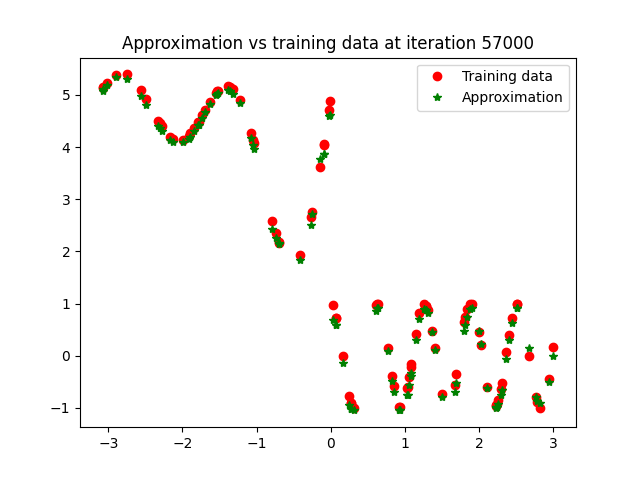 Approximation vs training data at iteration 57000
Training data
Approximation
5
4
3
2
1
0
−1
−3 −2 −1 0 1 2 3